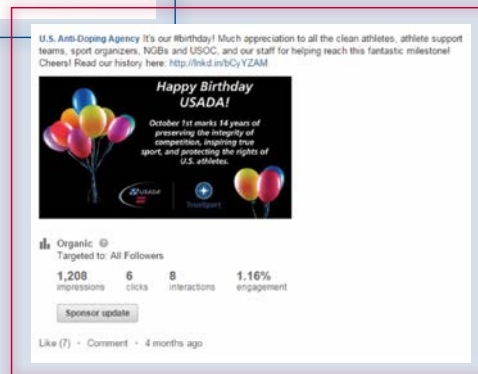 U.S. Anti-Doping Agency It's our #birthday! Much appreciation to all the clean athletes, athlete support
teams, sport organizers, NGBs and USOC, and our staff for helping reach this fantastic milestone!
Cheers! Read our history here: http://lnkd.in/bCyYZAM
Happy Birthday
USADA!
October 1st marks 14 years of
preserving the integrity of
competition, inspiring true
sport, and protecting the rights of
U.S. athletes.
USADA
TrueSport
Organic
Targeted to: All Followers
1,208 6 8 1.16%
impressions clicks interactions engagement
Sponsor update
Like (7) · Comment · 4 months ago